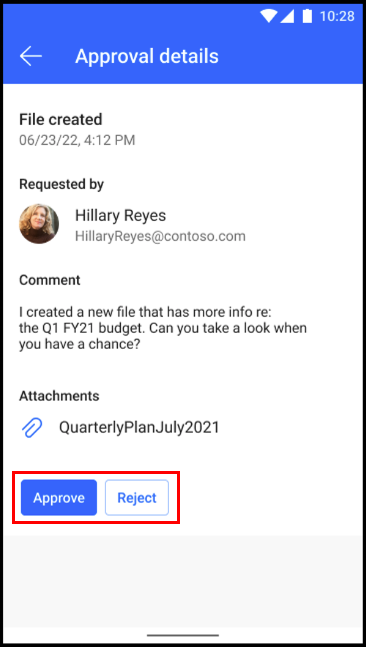 10:28
Approval details
File created
06/23/22, 4:12 PM
Requested by
Hillary Reyes
HillaryReyes@contoso.com
Comment
I created a new file that has more info re:
the Q1 FY21 budget. Can you take a look when
you have a chance?
Attachments
QuarterlyPlanJuly2021
Approve Reject